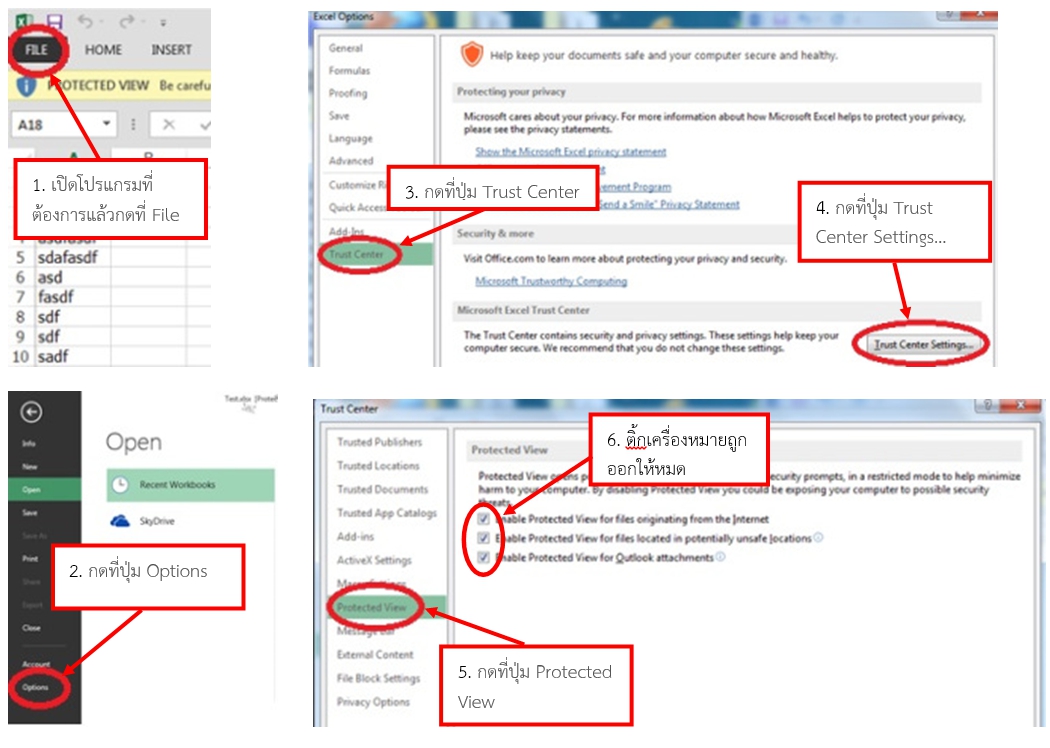 FILE HOME INSERT
PROTECTED VIEW Be carefu
A18
1. เปิดโปรแกรมที่
ต้องการแล้วกดที่ File
5 sdafasdf
6 asd
7 fasdf
8 sdf
9 sdf
10 sadf
Excel Options
General
Formulas
Proofing
Save
Language
Advanced
Customize R
Quick Access
Add-Ins
Trust Center
Help keep your documents safe and your computer secure and healthy.
Protecting your privacy
Microsoft cares about your privacy. For more information about how Microsoft Excel helps to protect your privacy,
please see the privacy statements.
Show the Microsoft Excel privacy statement
ement Program
Send a Smile" Privacy Statement
Security & more
Visit Office.com to learn more about protecting your privacy and security.
Microsoft Trustworthy Computing
Microsoft Excel Trust Center
The Trust Center contains security and privacy settings. These settings help keep your
computer secure. We recommend that you do not change these settings.
Trust Center Settings...
3. กดที่ปุ่ม Trust Center
4. กดที่ปุ่ม Trust
Center Settings...
Info
New
Open
Save
Save As
Print
Share
Export
Close
Account
Options
Open
Recent Workbooks
SkyDrive
2. กดที่ปุ่ม Options
Trust Center
Trusted Publishers
Trusted Locations
Trusted Documents
Trusted App Catalogs
Add-ins
ActiveX Settings
Macro Settings
Protected View
Message Bar
External Content
File Block Settings
Privacy Options
Protected View
Protected View opens p ecurity prompts, in a restricted mode to help minimize
harm to your computer. By disabling Protected View you could be exposing your computer to possible security
threats.
Enable Protected View for files originating from the Internet
Enable Protected View for files located in potentially unsafe locations
Enable Protected View for Outlook attachments
6. ติ้กเครื่องหมายถูก
ออกให้หมด
5. กดที่ปุ่ม Protected
View